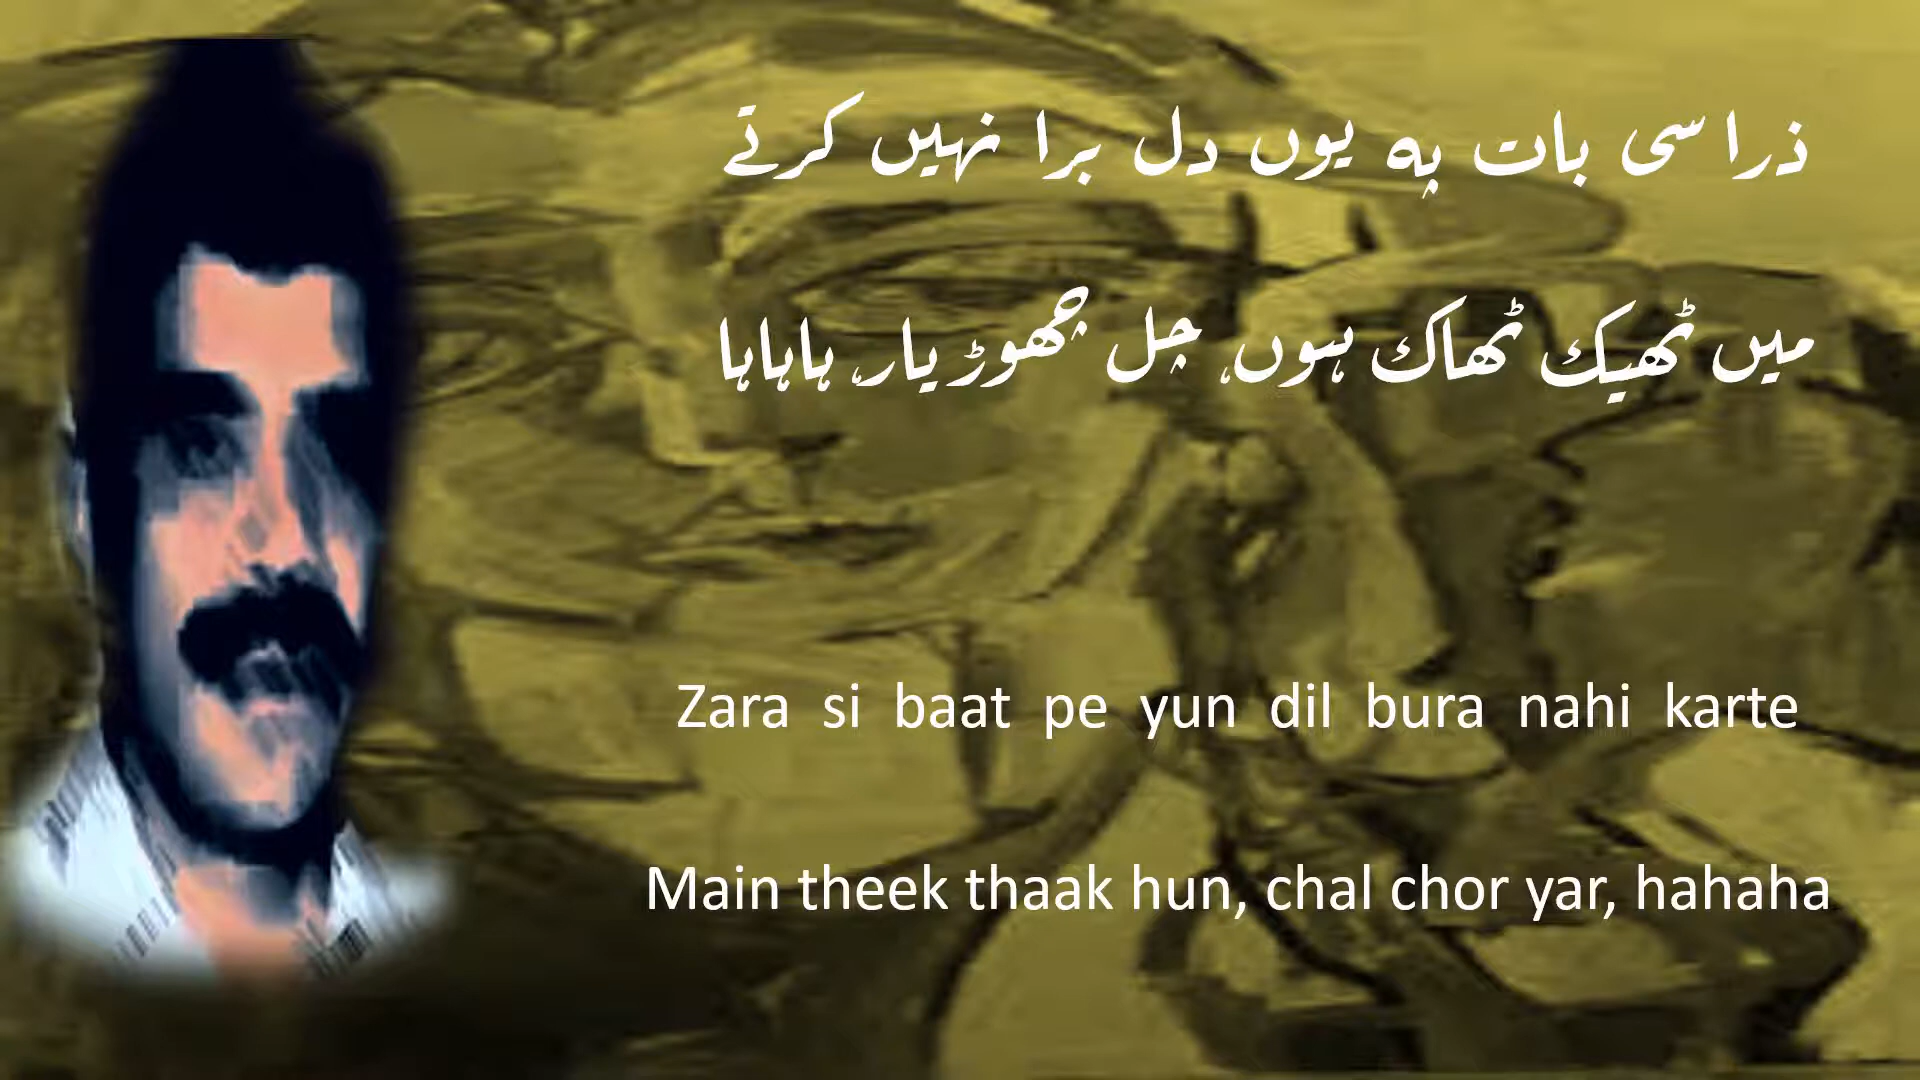 ذرا سی بات پہ یوں دل برا نہیں کرتے
میں ٹھیک ٹھاک ہوں، چل چھوڑ یار، ہاہاہا
Zara si baat pe yun dil bura nahi karte
Main theek thaak hun, chal chor yar, hahaha